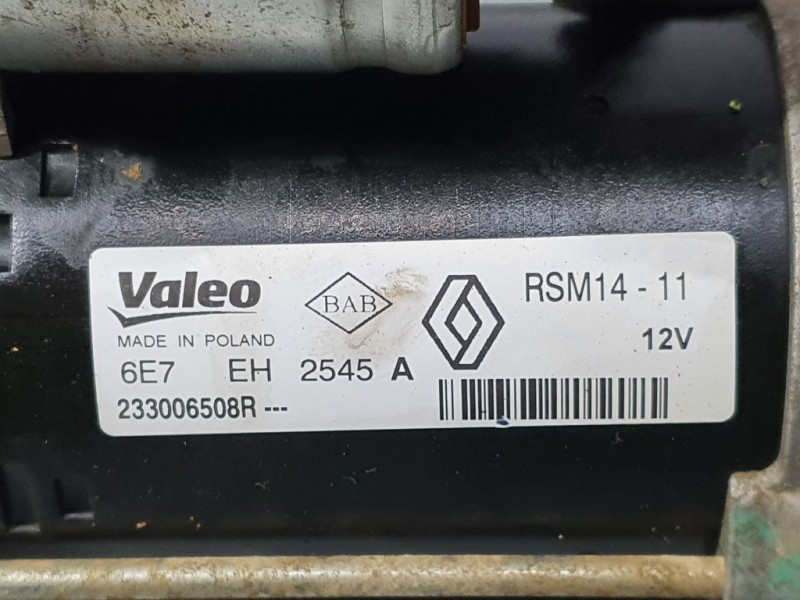 Valeo
MADE IN POLAND
BAB
RSM14 - 11
12V
6E7 EH 2545 A
233006508R ---